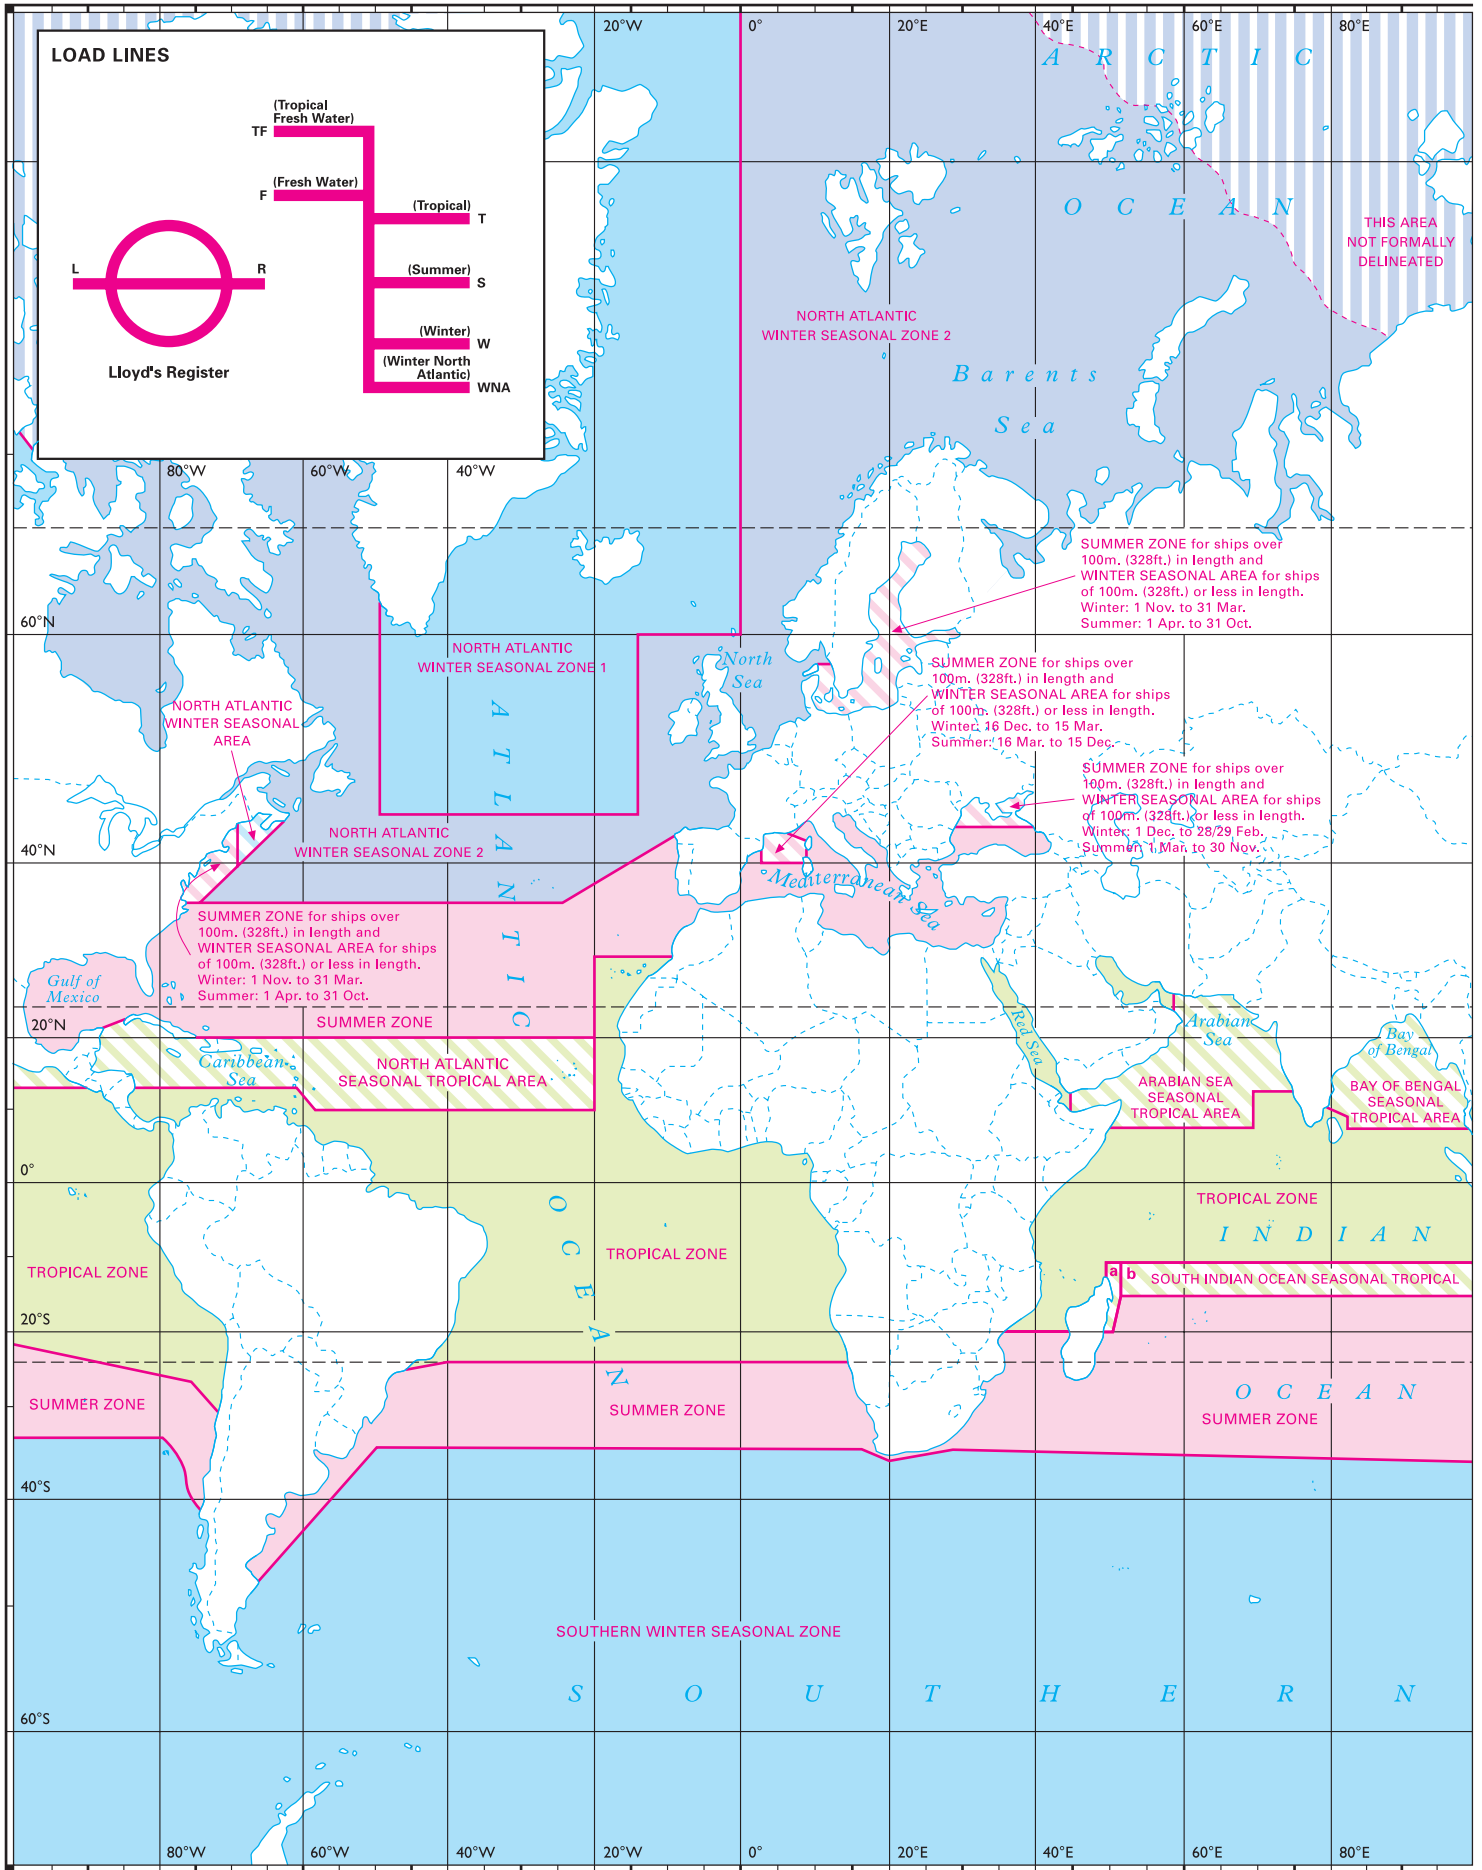 LOAD LINES
(Tropical
Fresh Water)
TF
(Fresh Water)
F
(Tropical)
T
L
R
(Summer)
S
(Winter)
W
(Winter North
Atlantic)
WNA
Lloyd's Register
20°W
0°
20°E
40°E
60°E
80°E
ARCTIC
OCEAN
THIS AREA
NOT FORMALLY
DELINEATED
NORTH ATLANTIC
WINTER SEASONAL ZONE 2
Barents
Sea
80°W
60°W
40°W
SUMMER ZONE for ships over
100m. (328ft.) in length and
WINTER SEASONAL AREA for ships
of 100m. (328ft.) or less in length.
Winter: 1 Nov. to 31 Mar.
Summer: 1 Apr. to 31 Oct.
60°N
NORTH ATLANTIC
WINTER SEASONAL ZONE 1
North
Sea
SUMMER ZONE for ships over
100m. (328ft.) in length and
WINTER SEASONAL AREA for ships
of 100m. (328ft.) or less in length.
Winter: 16 Dec. to 15 Mar.
Summer: 16 Mar. to 15 Dec.
NORTH ATLANTIC
WINTER SEASONAL
AREA
ATLANTIC
SUMMER ZONE for ships over
100m. (328ft.) in length and
WINTER SEASONAL AREA for ships
of 100m. (328ft.) or less in length.
Winter: 1 Dec. to 28/29 Feb.
Summer: 1 Mar. to 30 Nov.
NORTH ATLANTIC
WINTER SEASONAL ZONE 2
40°N
Mediterranean Sea
SUMMER ZONE for ships over
100m. (328ft.) in length and
WINTER SEASONAL AREA for ships
of 100m. (328ft.) or less in length.
Winter: 1 Nov. to 31 Mar.
Summer: 1 Apr. to 31 Oct.
Gulf of
Mexico
20°N
SUMMER ZONE
Red Sea
Arabian
Sea
Bay
of Bengal
Caribbean
Sea
NORTH ATLANTIC
SEASONAL TROPICAL AREA
ARABIAN SEA
SEASONAL
TROPICAL AREA
BAY OF BENGAL
SEASONAL
TROPICAL AREA
0°
TROPICAL ZONE
OCEAN
INDIAN
TROPICAL ZONE
TROPICAL ZONE
a
b
SOUTH INDIAN OCEAN SEASONAL TROPICAL
20°S
SUMMER ZONE
SUMMER ZONE
OCEAN
SUMMER ZONE
40°S
SOUTHERN WINTER SEASONAL ZONE
SOUTHERN
60°S
80°W
60°W
40°W
20°W
0°
20°E
40°E
60°E
80°E